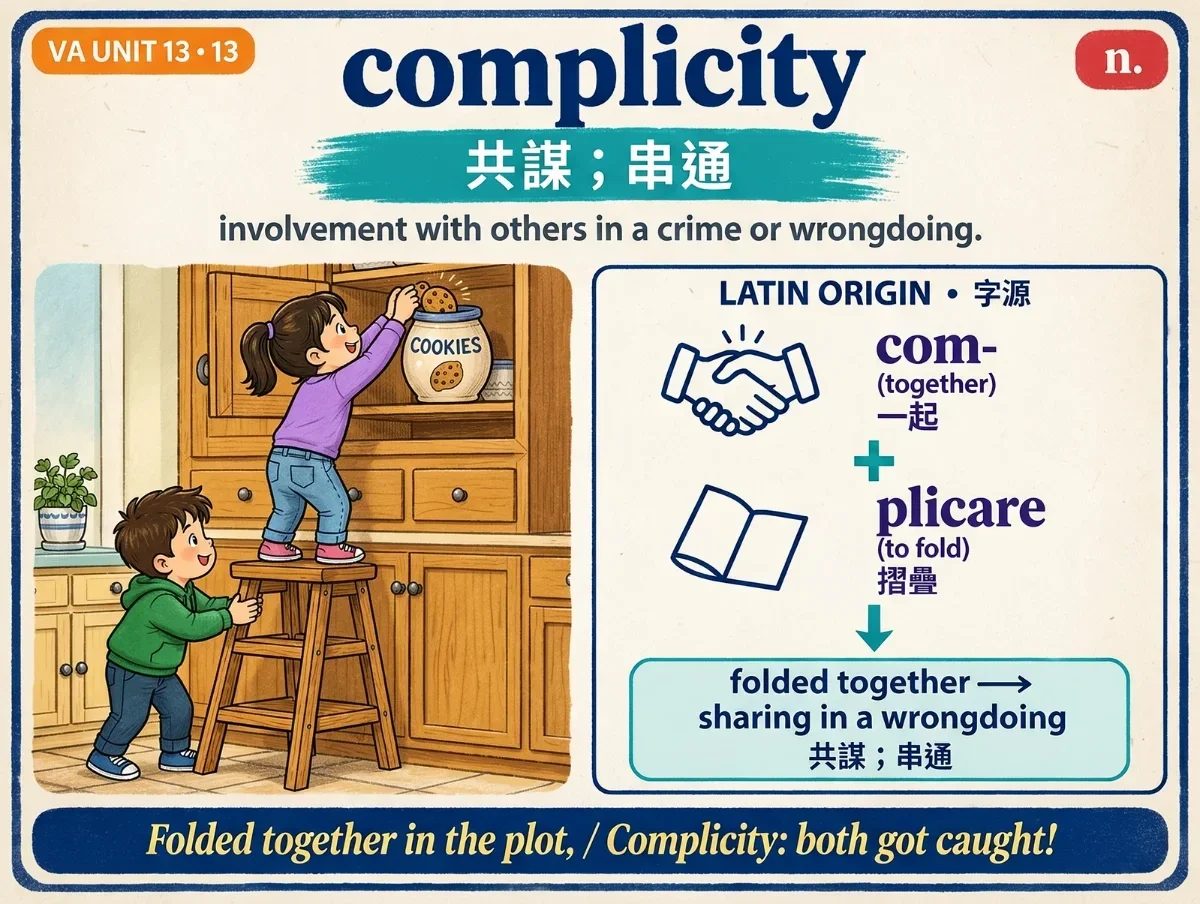 VA UNIT 13 • 13
complicity
n.
共謀；串通
involvement with others in a crime or wrongdoing.
COOKIES
LATIN ORIGIN • 字源
com-
(together)
一起
+
plicare
(to fold)
摺疊
folded together →
sharing in a wrongdoing
共謀；串通
Folded together in the plot, / Complicity: both got caught!